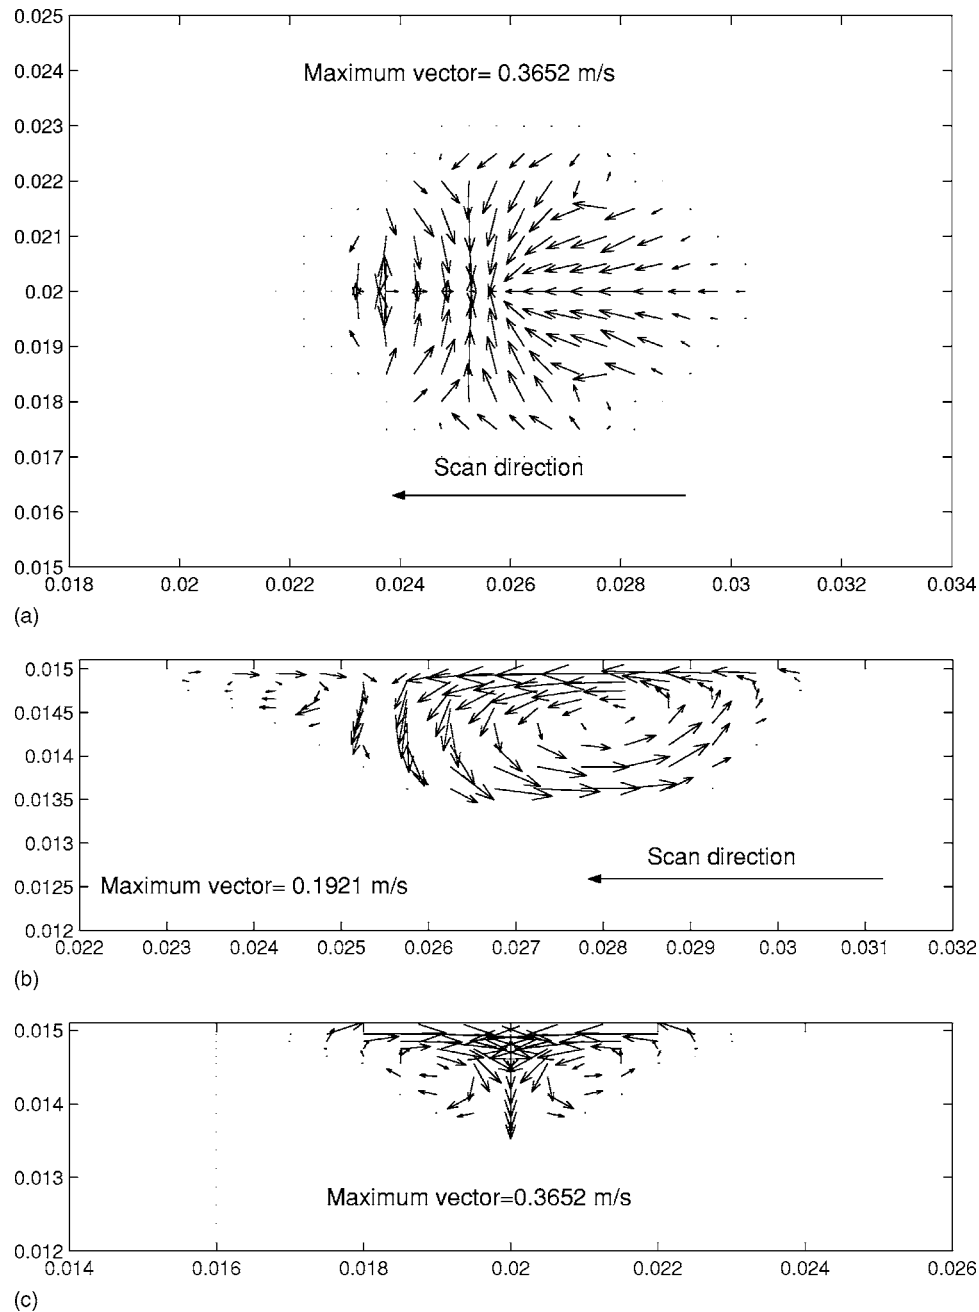 0.025
0.024
Maximum vector= 0.3652 m/s
0.023
0.022
0.021
0.02
0.019
0.018
0.017
Scan direction
0.016
0.015
0.018 0.02 0.022 0.024 0.026 0.028 0.03 0.032 0.034
(a)
0.015
0.0145
0.014
0.0135
0.013
Scan direction
0.0125
Maximum vector= 0.1921 m/s
0.012
0.022 0.023 0.024 0.025 0.026 0.027 0.028 0.029 0.03 0.031 0.032
(b)
0.015
0.014
0.013
Maximum vector=0.3652 m/s
0.012
0.014 0.016 0.018 0.02 0.022 0.024 0.026
(c)